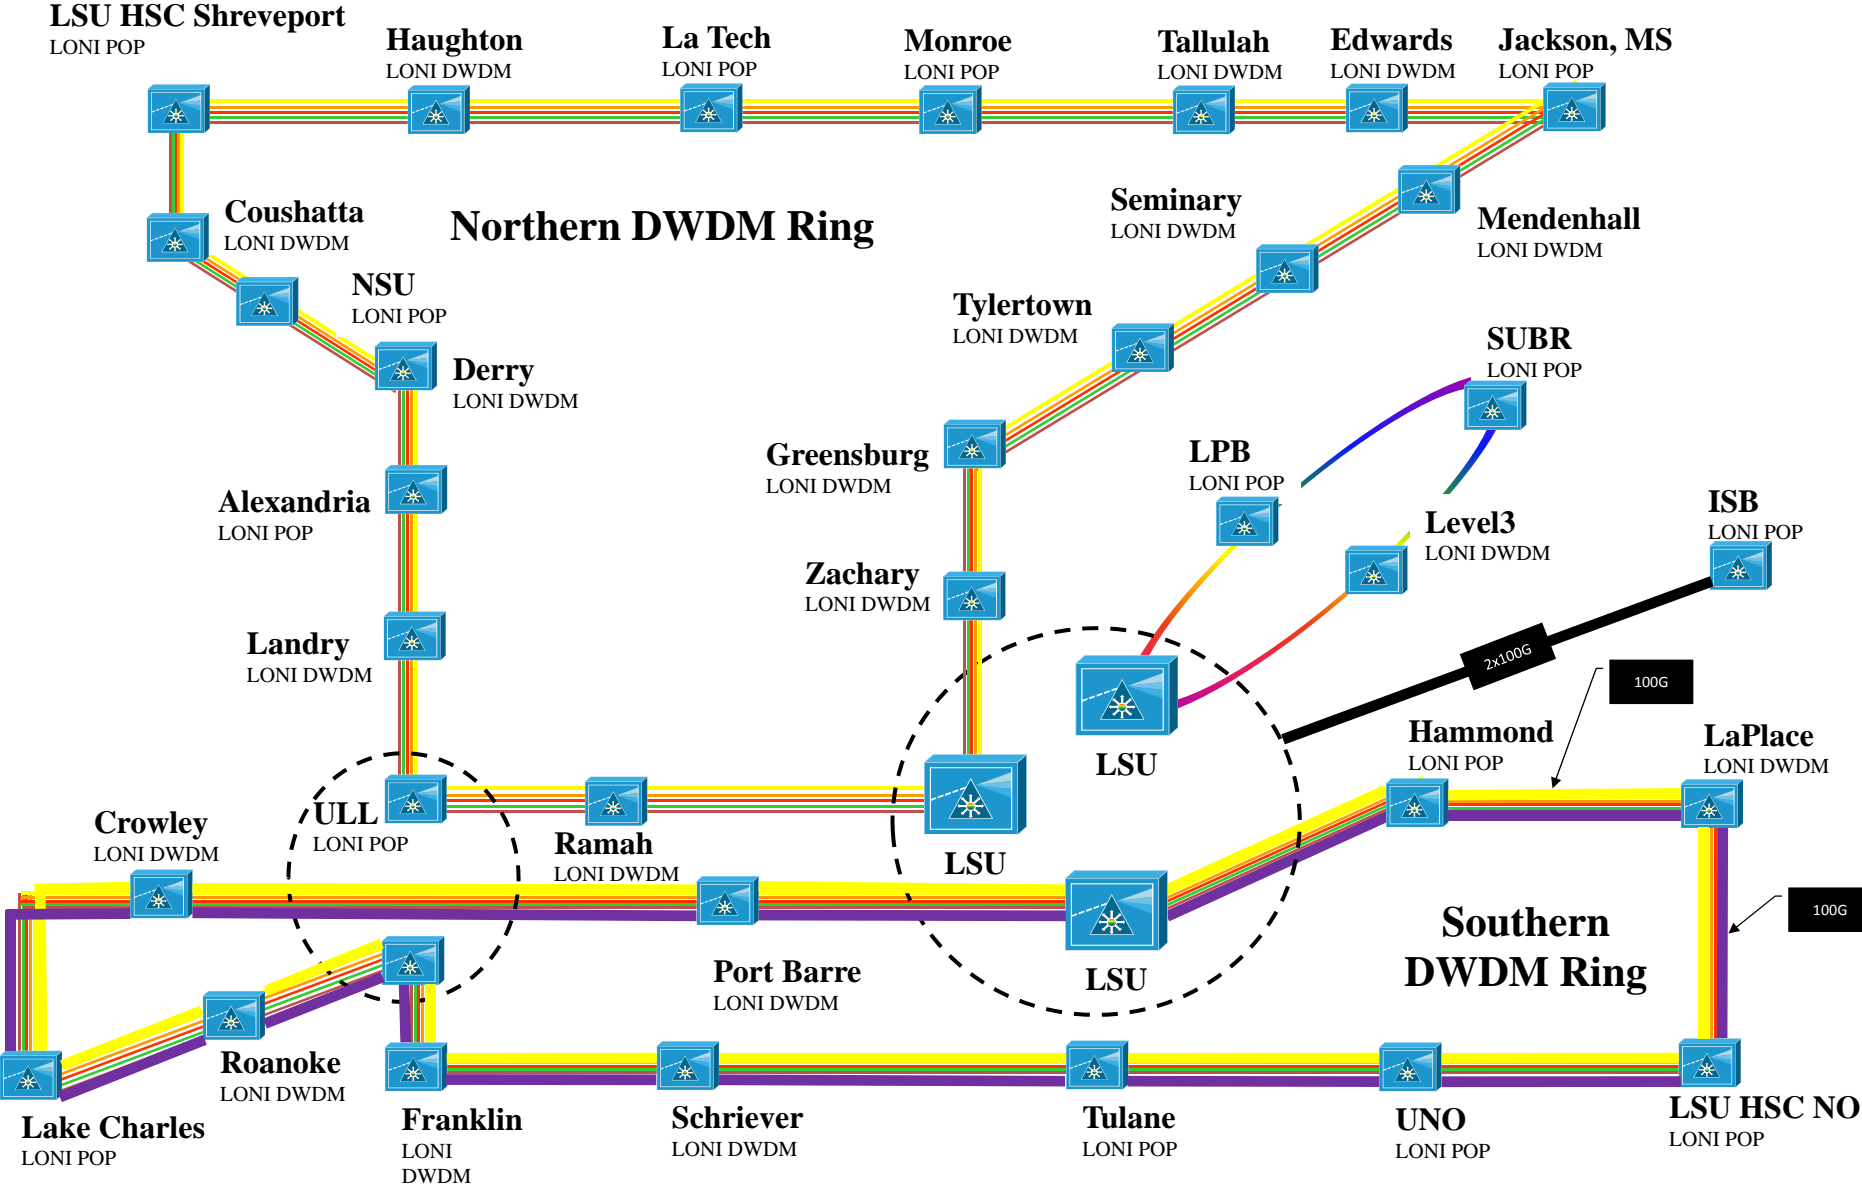 LSU HSC Shreveport
LONI POP
Haughton
LONI DWDM
La Tech
LONI POP
Monroe
LONI POP
Tallulah
LONI DWDM
Edwards
LONI DWDM
Jackson, MS
LONI POP
Coushatta
LONI DWDM
Northern DWDM Ring
Seminary
LONI DWDM
Mendenhall
LONI DWDM
NSU
LONI POP
Tylertown
LONI DWDM
SUBR
LONI POP
Derry
LONI DWDM
Greensburg
LONI DWDM
LPB
LONI POP
Alexandria
LONI POP
Level3
LONI DWDM
ISB
LONI POP
Zachary
LONI DWDM
Landry
LONI DWDM
2x100G
100G
LSU
Hammond
LONI POP
LaPlace
LONI DWDM
ULL
LONI POP
Crowley
LONI DWDM
Ramah
LONI DWDM
LSU
100G
Southern
DWDM Ring
Port Barre
LONI DWDM
LSU
Roanoke
LONI DWDM
Lake Charles
LONI POP
Franklin
LONI
DWDM
Schriever
LONI DWDM
Tulane
LONI POP
UNO
LONI POP
LSU HSC NO
LONI POP